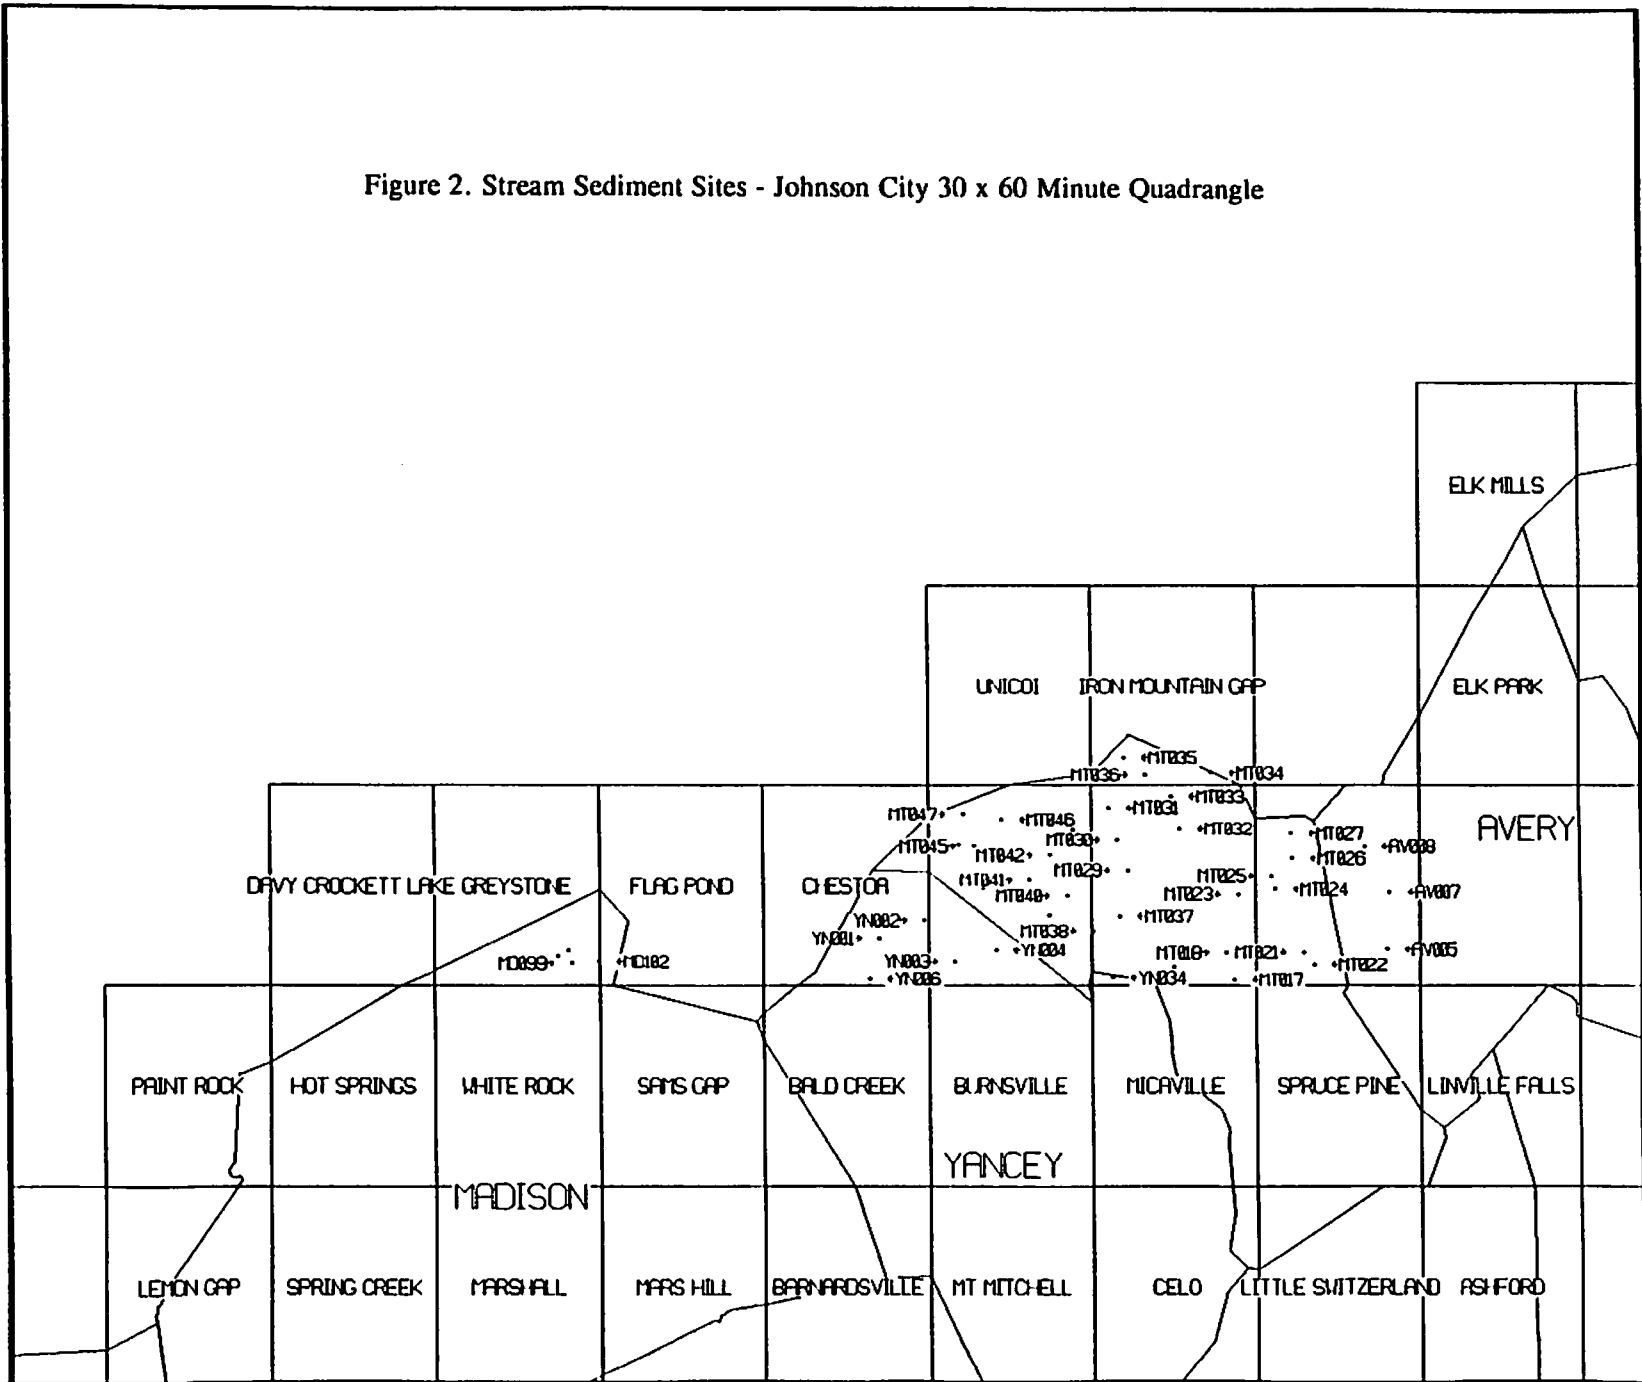 Figure 2. Stream Sediment Sites - Johnson City 30 x 60 Minute Quadrangle
ELK MILLS
UNICOI IRON MOUNTAIN GAP ELK PARK
MT035
MT036 MT034
MT033
MT031
MT047
MT046
MT032
MT027
AVERY
MT030
MT045
AV008
MT042
MT026
MT029
MT025
MT041
DAVY CROCKETT LAKE GREYSTONE FLAG POND CHESTOA
MT040
MT023
MT024
AV007
YN002
MT037
YN001
MT038
YN004
MT018
MT021
AV005
MD099
MD102
YN003
MT022
YN006
YN034
MT017
PAINT ROCK HOT SPRINGS WHITE ROCK SAMS GAP BALD CREEK BURNSVILLE MICAVILLE SPRUCE PINE LINVILLE FALLS
YANCEY
MADISON
LEMON GAP SPRING CREEK MARSHALL MARS HILL BARNARDSVILLE MT MITCHELL CELO LITTLE SWITZERLAND ASHFORD